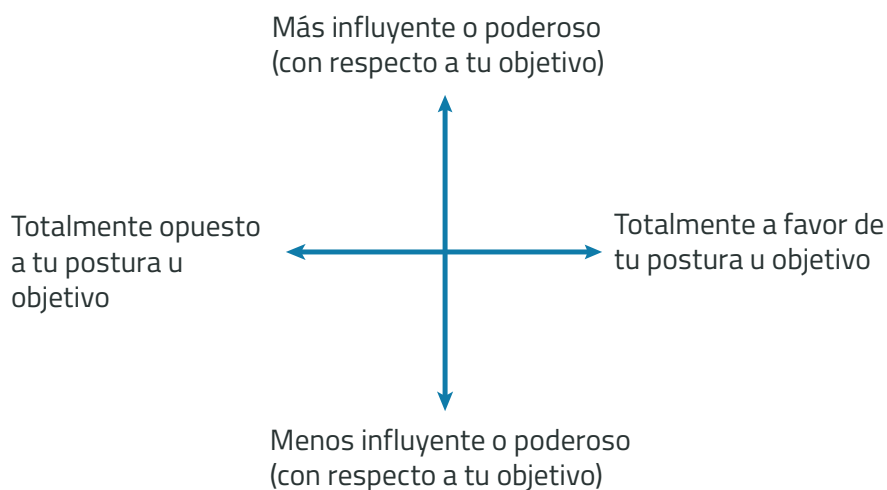 Más influyente o poderoso
(con respecto a tu objetivo)
Totalmente opuesto
a tu postura u
objetivo
Totalmente a favor de
tu postura u objetivo
Menos influyente o poderoso
(con respecto a tu objetivo)